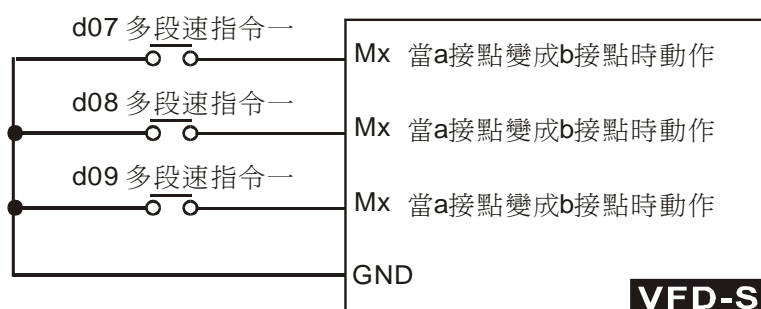 d07 多段速指令一
Mx 當a接點變成b接點時動作
d08 多段速指令一
Mx 當a接點變成b接點時動作
d09 多段速指令一
Mx 當a接點變成b接點時動作
GND
VFD-S